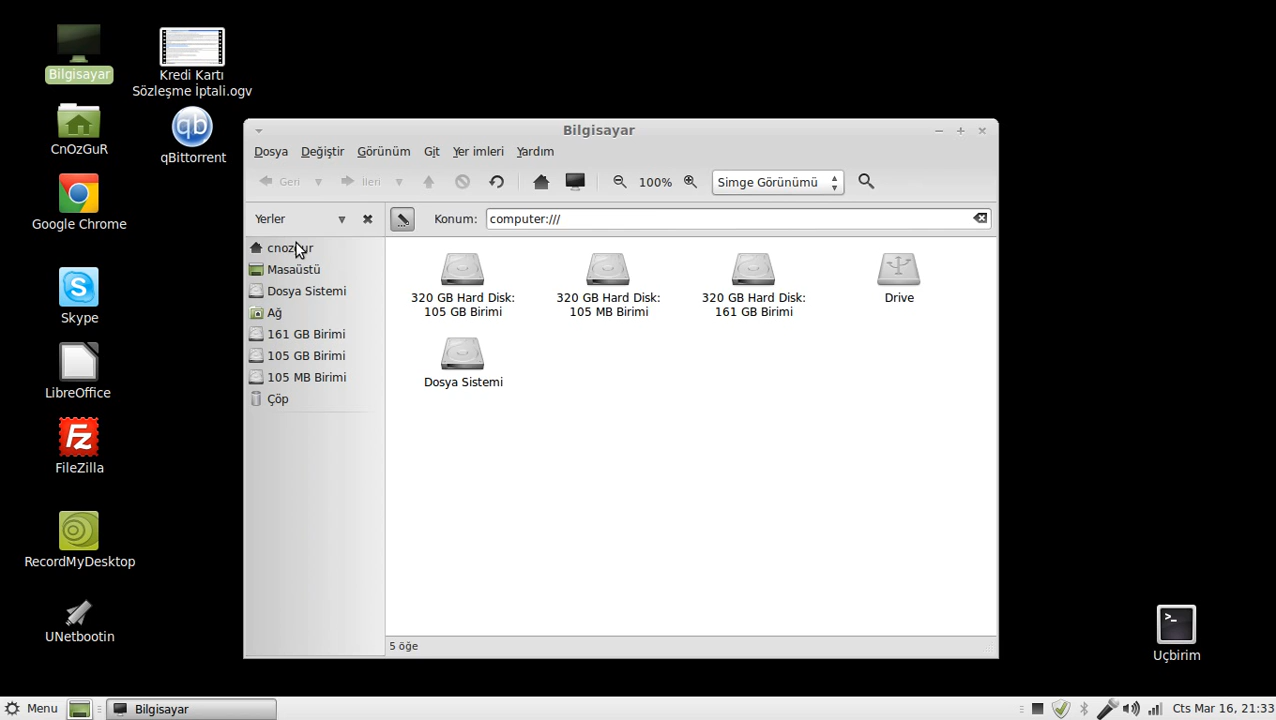 Bilgisayar
CnOzGuR
Google Chrome
Skype
LibreOffice
FileZilla
RecordMyDesktop
UNetbootin
Kredi Kartı
Sözleşme İptali.ogv
qb
qBittorrent
Bilgisayar
Dosya Değiştir Görünüm Git Yer imleri Yardım
Geri İleri 100% Simge Görünümü
Yerler
Konum: computer:///
Masaüstü
Dosya Sistemi
Ağ
161 GB Birimi
105 GB Birimi
105 MB Birimi
Çöp
320 GB Hard Disk:
105 GB Birimi
320 GB Hard Disk:
105 MB Birimi
320 GB Hard Disk:
161 GB Birimi
Drive
Dosya Sistemi
5 öğe
Uçbirim
Menu
Bilgisayar
Cts Mar 16, 21:33